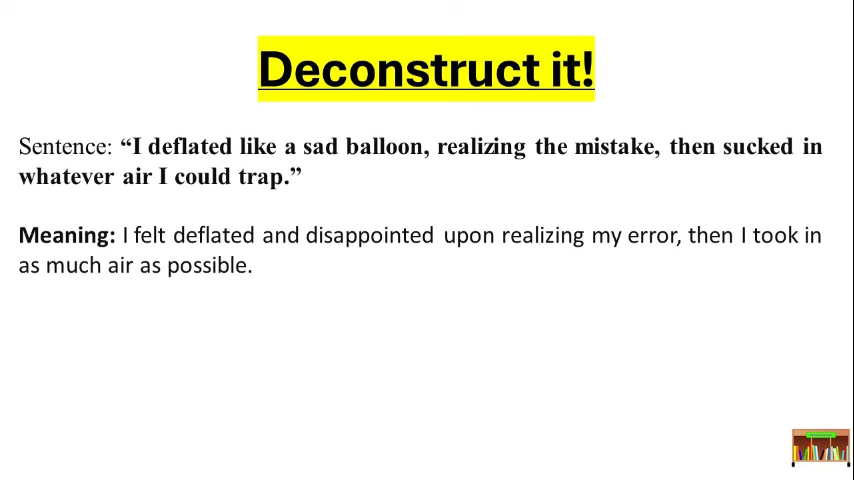 Deconstruct it!
Sentence: “I deflated like a sad balloon, realizing the mistake, then sucked in
whatever air I could trap.”
Meaning: I felt deflated and disappointed upon realizing my error, then I took in
as much air as possible.